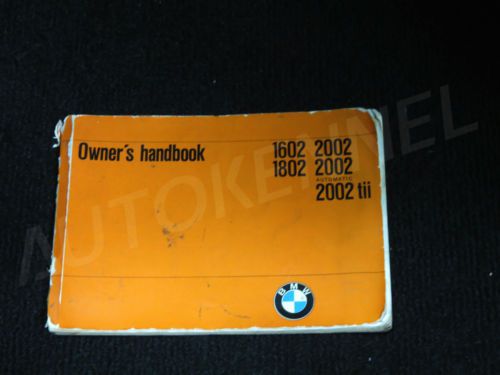 Owner's handbook
1602 2002
1802 2002
AUTOMATIC
2002 tii
BMW
AUTOKENNEL